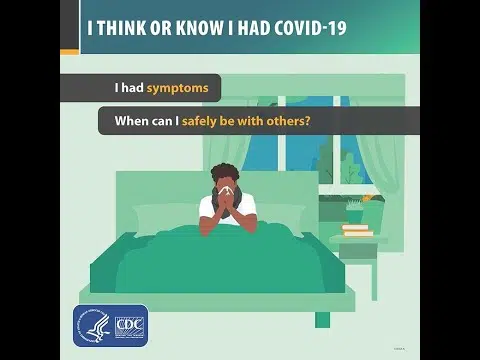 I THINK OR KNOW I HAD COVID-19
I had symptoms
When can I safely be with others?
CDC